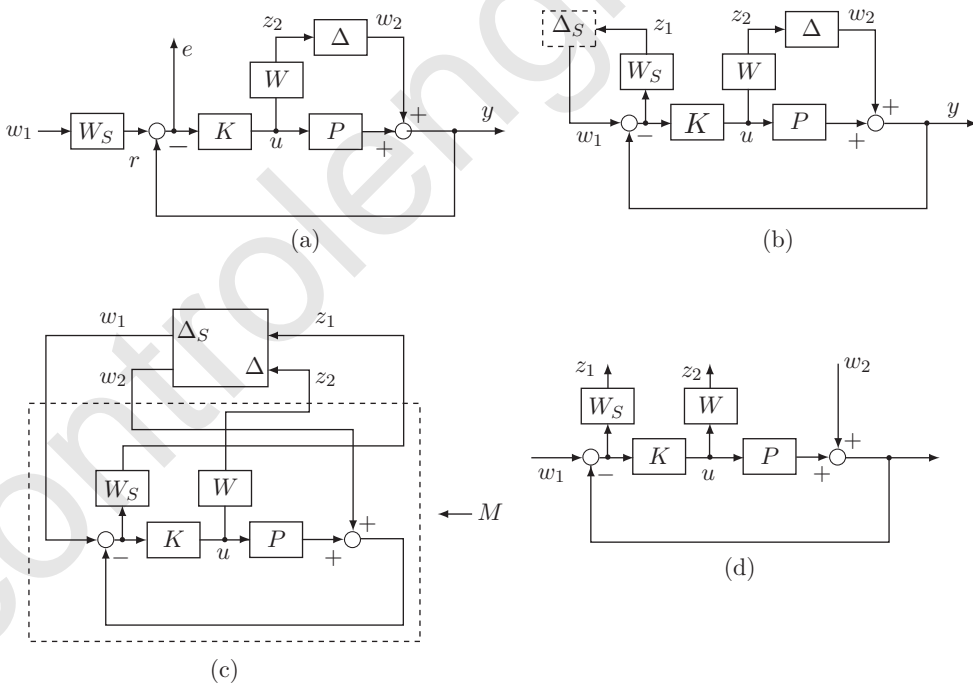 w₁ W_S r − e K u z₂ W Δ w₂ P + + y
(a)
Δ_S z₁ W_S w₁ − K u z₂ W Δ w₂ P + + y
(b)
w₁ Δ_S z₁
w₂ Δ z₂
W_S W
− K u P + +
M
(c)
z₁ W_S z₂ W w₂
w₁ − K u P + +
(d)
controleng